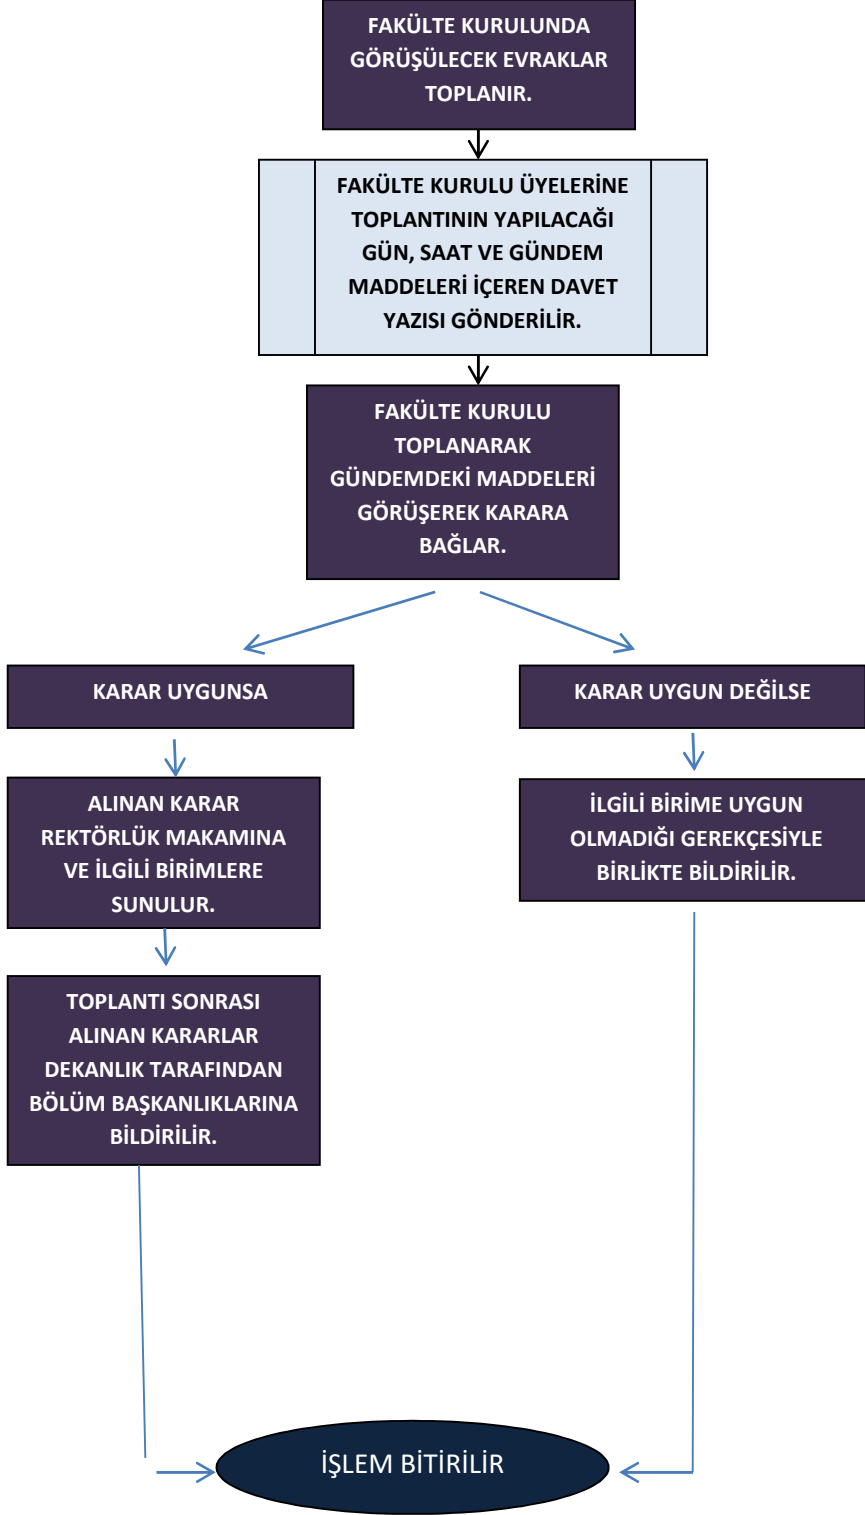 FAKÜLTE KURULUNDA
GÖRÜŞÜLECEK EVRAKLAR
TOPLANIR.
FAKÜLTE KURULU ÜYELERİNE
TOPLANTININ YAPILACAĞI
GÜN, SAAT VE GÜNDEM
MADDELERİ İÇEREN DAVET
YAZISI GÖNDERİLİR.
FAKÜLTE KURULU
TOPLANARAK
GÜNDEMDEKİ MADDELERİ
GÖRÜŞEREK KARARA
BAĞLAR.
KARAR UYGUNSA
KARAR UYGUN DEĞİLSE
ALINAN KARAR
REKTÖRLÜK MAKAMINA
VE İLGİLİ BİRİMLERE
SUNULUR.
İLGİLİ BİRİME UYGUN
OLMADIĞI GEREKÇESİYLE
BİRLİKTE BİLDİRİLİR.
TOPLANTI SONRASI
ALINAN KARARLAR
DEKANLIK TARAFINDAN
BÖLÜM BAŞKANLIKLARINA
BİLDİRİLİR.
İŞLEM BİTİRİLİR